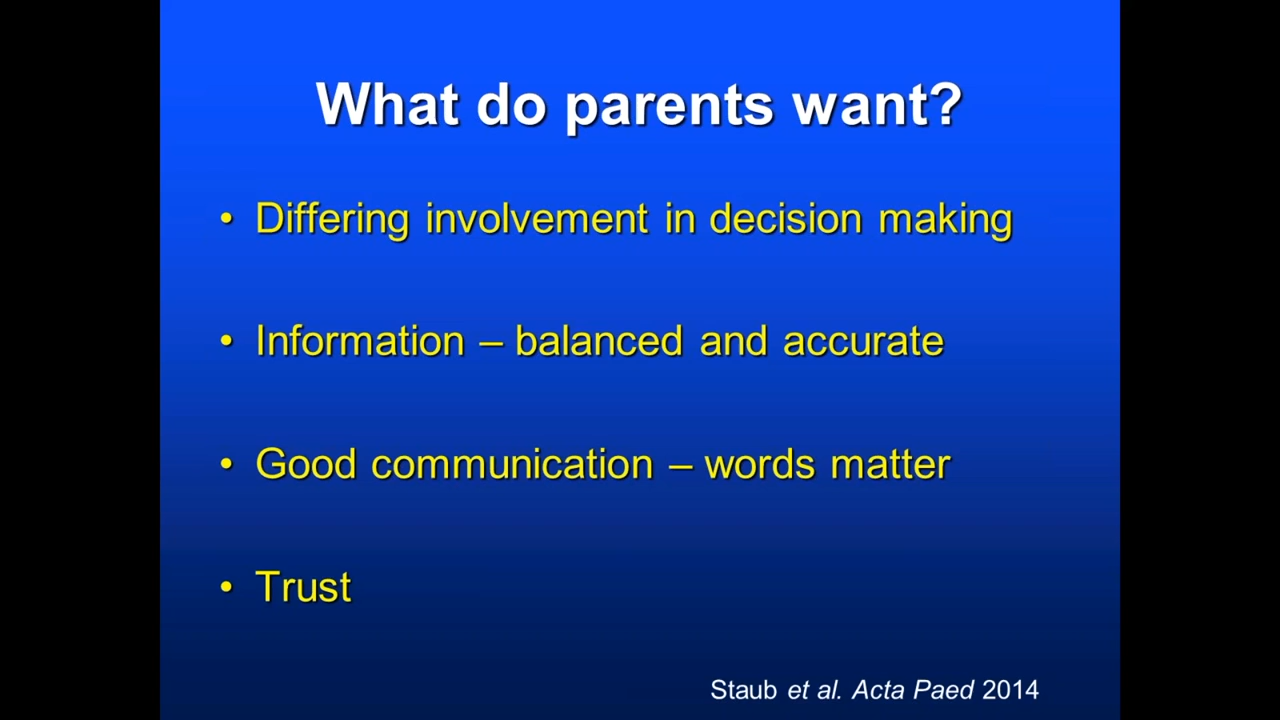 What do parents want?
• Differing involvement in decision making
• Information – balanced and accurate
• Good communication – words matter
• Trust
Staub et al. Acta Paed 2014